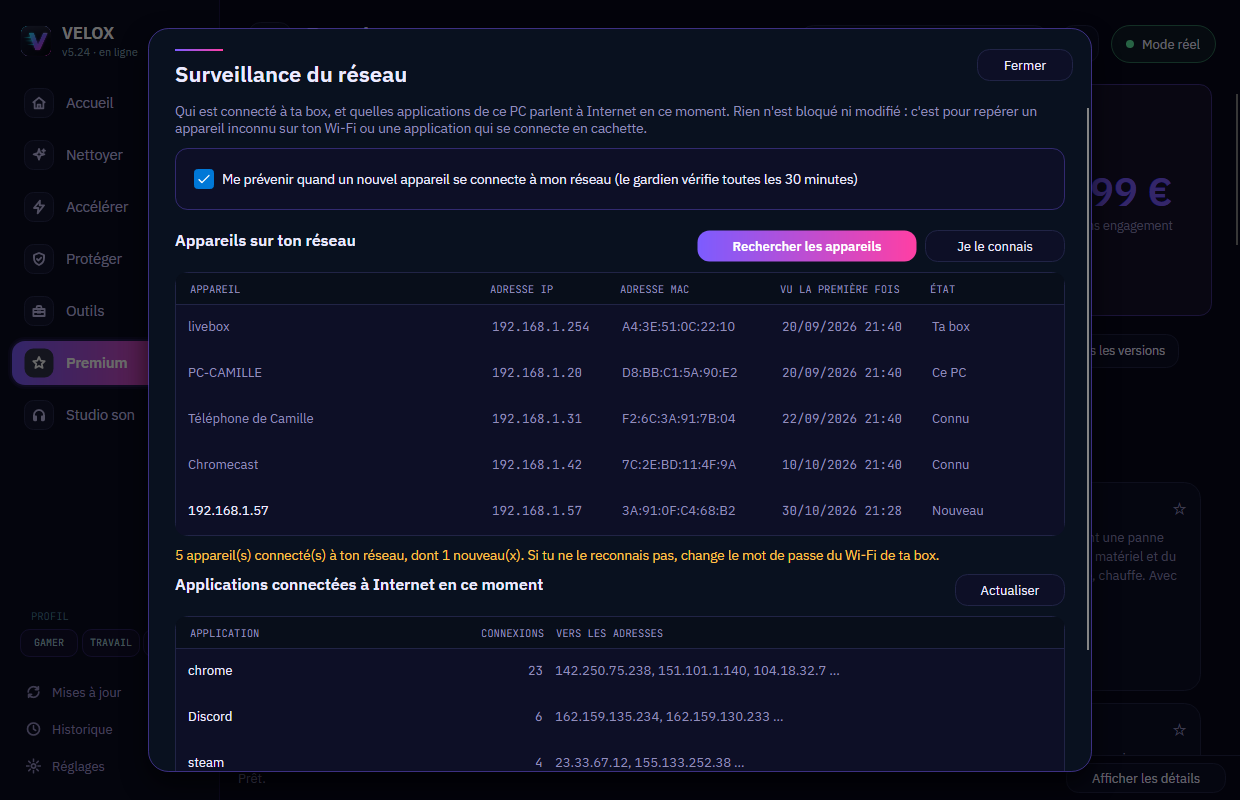 VELOX
v5.24 · en ligne
Accueil
Nettoyer
Accélérer
Protéger
Outils
Premium
Studio son
PROFIL
GAMER
TRAVAIL
Mises à jour
Historique
Réglages
Surveillance du réseau
Fermer
Qui est connecté à ta box, et quelles applications de ce PC parlent à Internet en ce moment. Rien n'est bloqué ni modifié : c'est pour repérer un
appareil inconnu sur ton Wi-Fi ou une application qui se connecte en cachette.
Me prévenir quand un nouvel appareil se connecte à mon réseau (le gardien vérifie toutes les 30 minutes)
Appareils sur ton réseau
Rechercher les appareils
Je le connais
APPAREIL ADRESSE IP ADRESSE MAC VU LA PREMIÈRE FOIS ÉTAT
livebox 192.168.1.254 A4:3E:51:0C:22:10 20/09/2026 21:40 Ta box
PC-CAMILLE 192.168.1.20 D8:BB:C1:5A:90:E2 20/09/2026 21:40 Ce PC
Téléphone de Camille 192.168.1.31 F2:6C:3A:91:7B:04 22/09/2026 21:40 Connu
Chromecast 192.168.1.42 7C:2E:BD:11:4F:9A 10/10/2026 21:40 Connu
192.168.1.57 192.168.1.57 3A:91:0F:C4:68:B2 30/10/2026 21:28 Nouveau
5 appareil(s) connecté(s) à ton réseau, dont 1 nouveau(x). Si tu ne le reconnais pas, change le mot de passe du Wi-Fi de ta box.
Applications connectées à Internet en ce moment
Actualiser
APPLICATION CONNEXIONS VERS LES ADRESSES
chrome 23 142.250.75.238, 151.101.1.140, 104.18.32.7 ...
Discord 6 162.159.135.234, 162.159.130.233 ...
steam 4 23.33.67.12, 155.133.252.38 ...
Mode réel
99 €
engagement
les versions
une panne
matériel et du
, chauffe. Avec
Prêt.
Afficher les détails